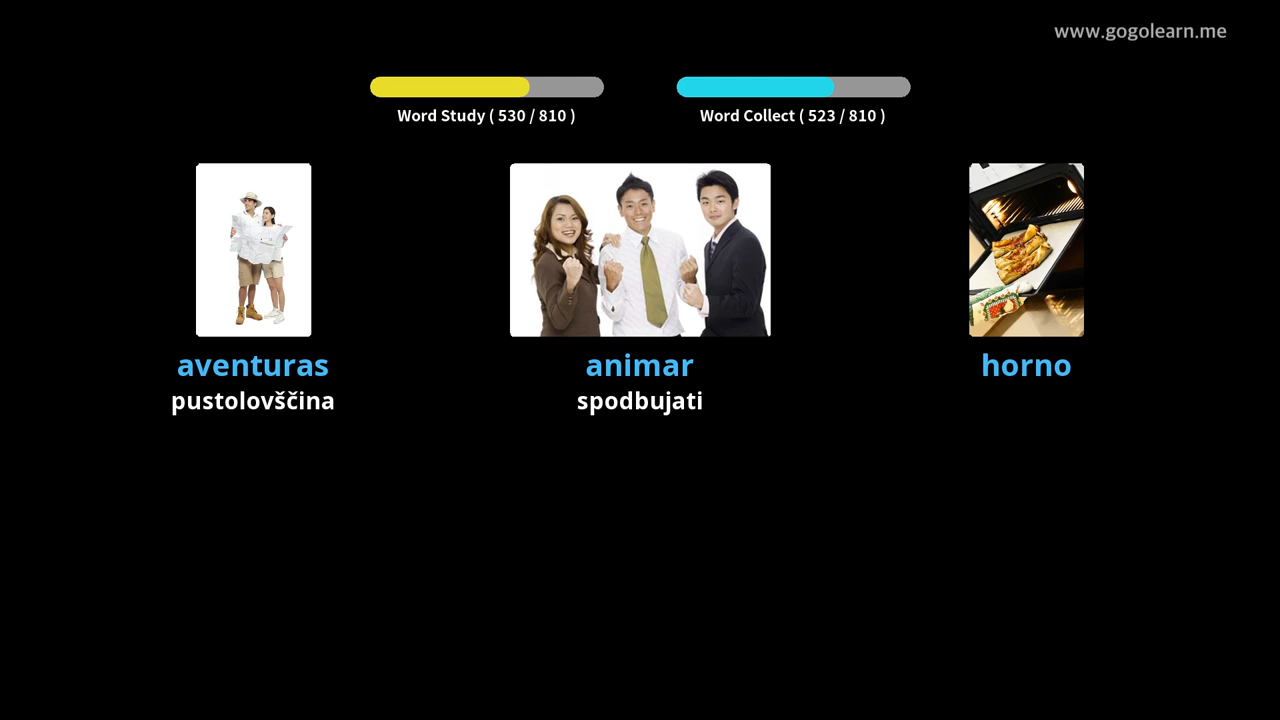 www.gogolearn.me
Word Study ( 530 / 810 )
Word Collect ( 523 / 810 )
aventuras
pustolovščina
animar
spodbujati
horno